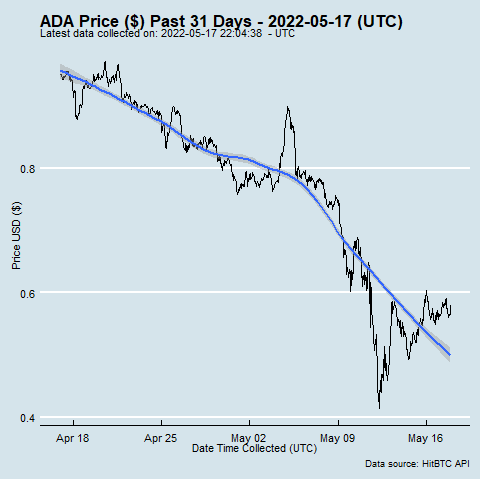 ADA Price ($) Past 31 Days - 2022-05-17 (UTC)
Latest data collected on: 2022-05-17 22:04:38  - UTC
0.8
0.6
0.4
Price USD ($)
Apr 18 Apr 25 May 02 May 09 May 16
Date Time Collected (UTC)
Data source: HitBTC API